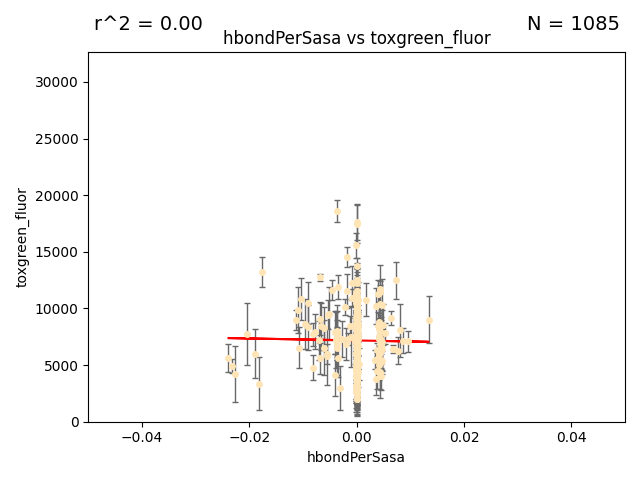 r^2 = 0.00
N = 1085
hbondPerSasa vs toxgreen_fluor
30000
25000
20000
15000
10000
5000
0
toxgreen_fluor
−0.04
−0.02
0.00
0.02
0.04
hbondPerSasa